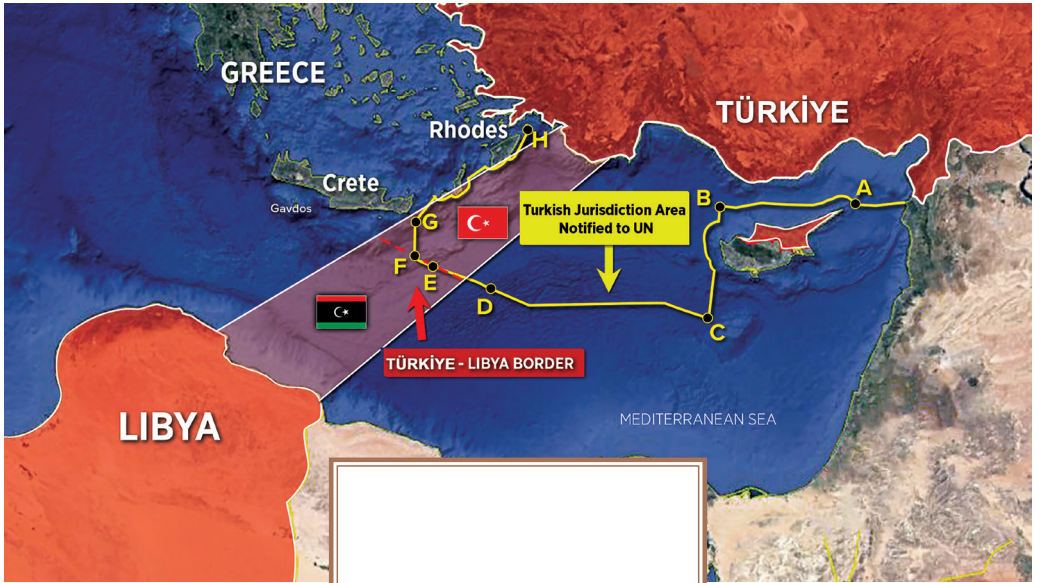 GREECE
TÜRKİYE
Rhodes
H
Crete
Gavdos
A
B
Turkish Jurisdiction Area
Notified to UN
G
F
E
D
C
TÜRKİYE - LIBYA BORDER
LIBYA
MEDITERRANEAN SEA